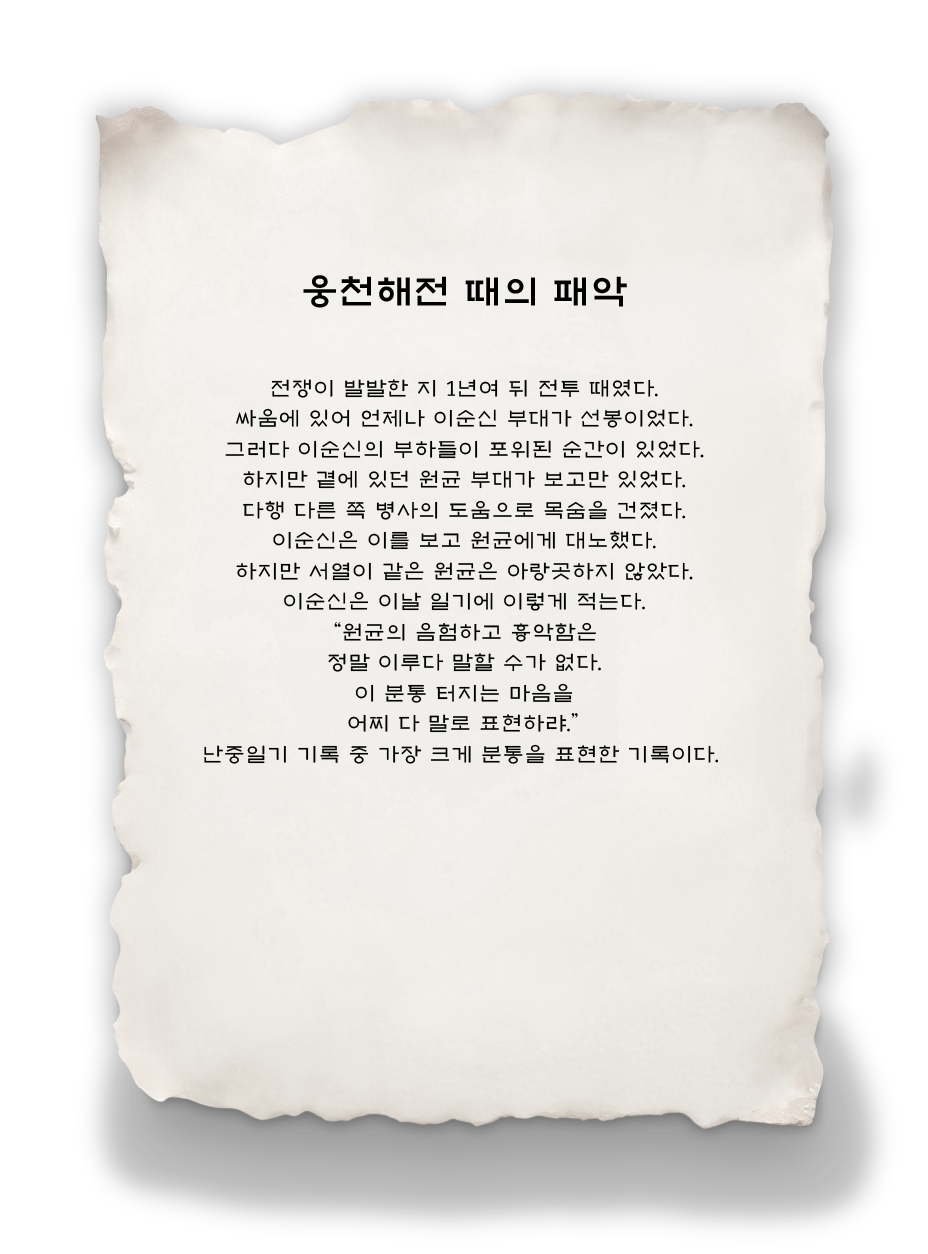 웅천해전 때의 패악
전쟁이 발발한 지 1년여 뒤 전투 때였다.
싸움에 있어 언제나 이순신 부대가 선봉이었다.
그러다 이순신의 부하들이 포위된 순간이 있었다.
하지만 곁에 있던 원균 부대가 보고만 있었다.
다행 다른 쪽 병사의 도움으로 목숨을 건졌다.
이순신은 이를 보고 원균에게 대노했다.
하지만 서열이 같은 원균은 아랑곳하지 않았다.
이순신은 이날 일기에 이렇게 적는다.
“원균의 음험하고 흉악함은
정말 이루다 말할 수가 없다.
이 분통 터지는 마음을
어찌 다 말로 표현하랴.”
난중일기 기록 중 가장 크게 분통을 표현한 기록이다.